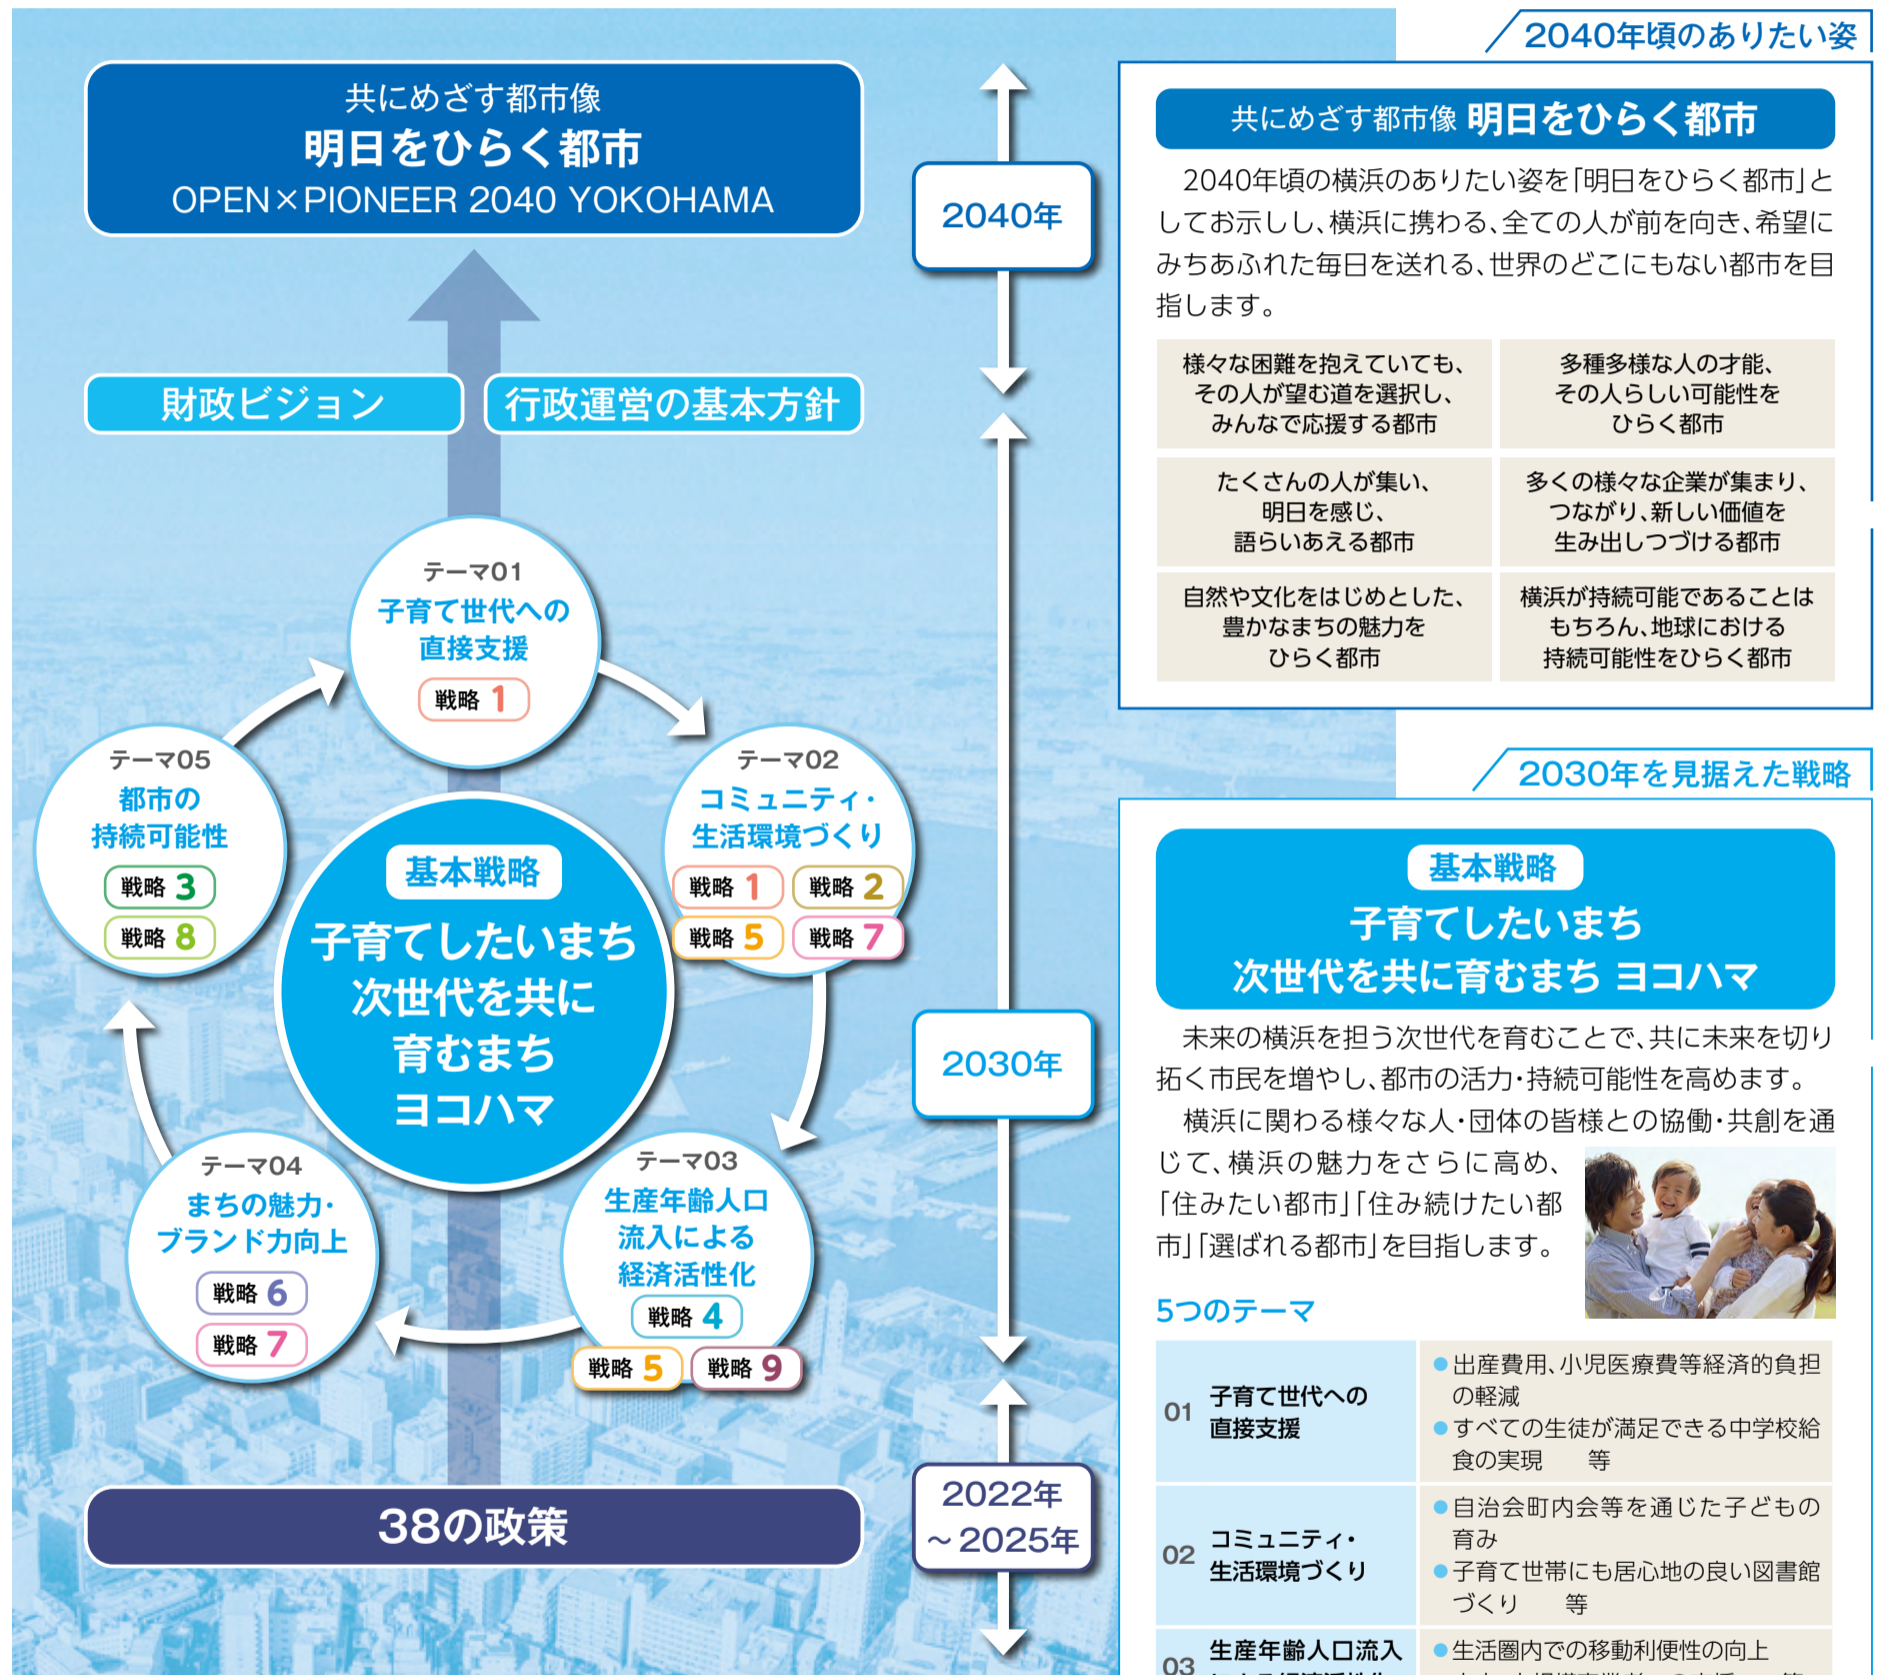 共にめざす都市像
明日をひらく都市
OPEN×PIONEER 2040 YOKOHAMA
財政ビジョン
行政運営の基本方針
テーマ01
子育て世代への
直接支援
戦略 1
テーマ02
コミュニティ・
生活環境づくり
戦略 1 戦略 2
戦略 5 戦略 7
テーマ03
生産年齢人口
流入による
経済活性化
戦略 4
戦略 5 戦略 9
テーマ04
まちの魅力・
ブランド力向上
戦略 6
戦略 7
テーマ05
都市の
持続可能性
戦略 3
戦略 8
基本戦略
子育てしたいまち
次世代を共に
育むまち
ヨコハマ
38の政策
2040年
2030年
2022年
～2025年
2040年頃のありたい姿
共にめざす都市像 明日をひらく都市
2040年頃の横浜のありたい姿を「明日をひらく都市」と
してお示しし、横浜に携わる、全ての人が前を向き、希望に
みちあふれた毎日を送れる、世界のどこにもない都市を目
指します。
様々な困難を抱えていても、
その人が望む道を選択し、
みんなで応援する都市
多種多様な人の才能、
その人らしい可能性を
ひらく都市
たくさんの人が集い、
明日を感じ、
語らいあえる都市
多くの様々な企業が集まり、
つながり、新しい価値を
生み出しつづける都市
自然や文化をはじめとした、
豊かなまちの魅力を
ひらく都市
横浜が持続可能であることは
もちろん、地球における
持続可能性をひらく都市
2030年を見据えた戦略
基本戦略
子育てしたいまち
次世代を共に育むまち ヨコハマ
未来の横浜を担う次世代を育むことで、共に未来を切り
拓く市民を増やし、都市の活力・持続可能性を高めます。
横浜に関わる様々な人・団体の皆様との協働・共創を通
じて、横浜の魅力をさらに高め、
「住みたい都市」「住み続けたい都
市」「選ばれる都市」を目指します。
5つのテーマ
01
子育て世代への
直接支援
●出産費用、小児医療費等経済的負担
の軽減
●すべての生徒が満足できる中学校給
食の実現　等
02
コミュニティ・
生活環境づくり
●自治会町内会等を通じた子どもの
育み
●子育て世帯にも居心地の良い図書館
づくり　等
03
生産年齢人口流入
●生活圏内での移動利便性の向上